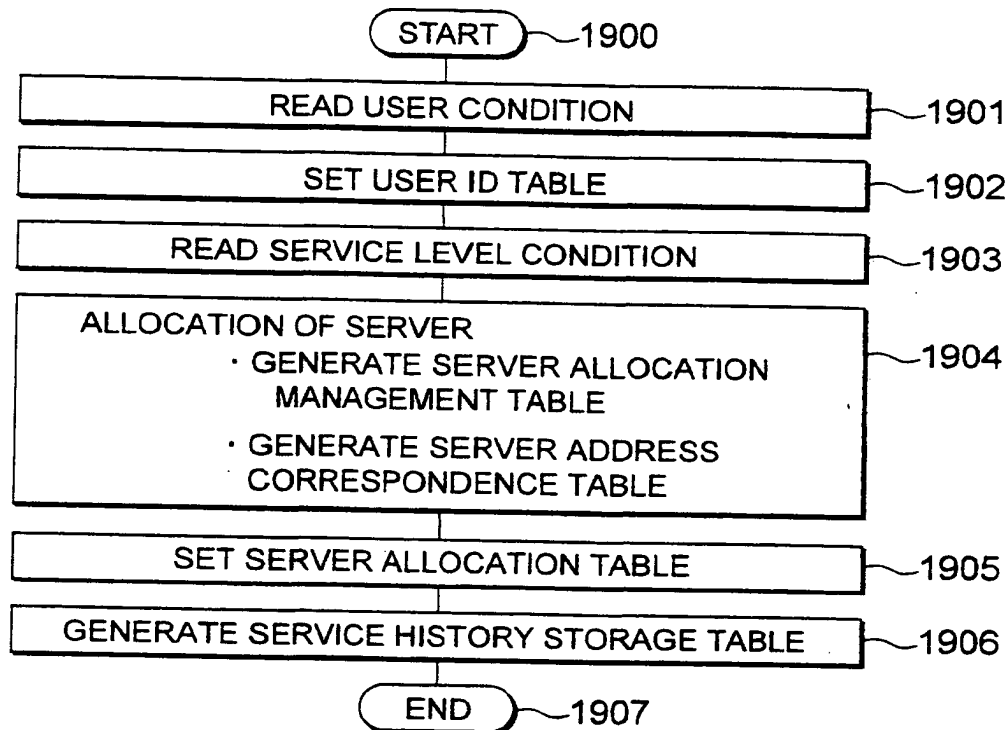 START 1900
READ USER CONDITION 1901
SET USER ID TABLE 1902
READ SERVICE LEVEL CONDITION 1903
ALLOCATION OF SERVER 1904
· GENERATE SERVER ALLOCATION
MANAGEMENT TABLE
· GENERATE SERVER ADDRESS
CORRESPONDENCE TABLE
SET SERVER ALLOCATION TABLE 1905
GENERATE SERVICE HISTORY STORAGE TABLE 1906
END 1907